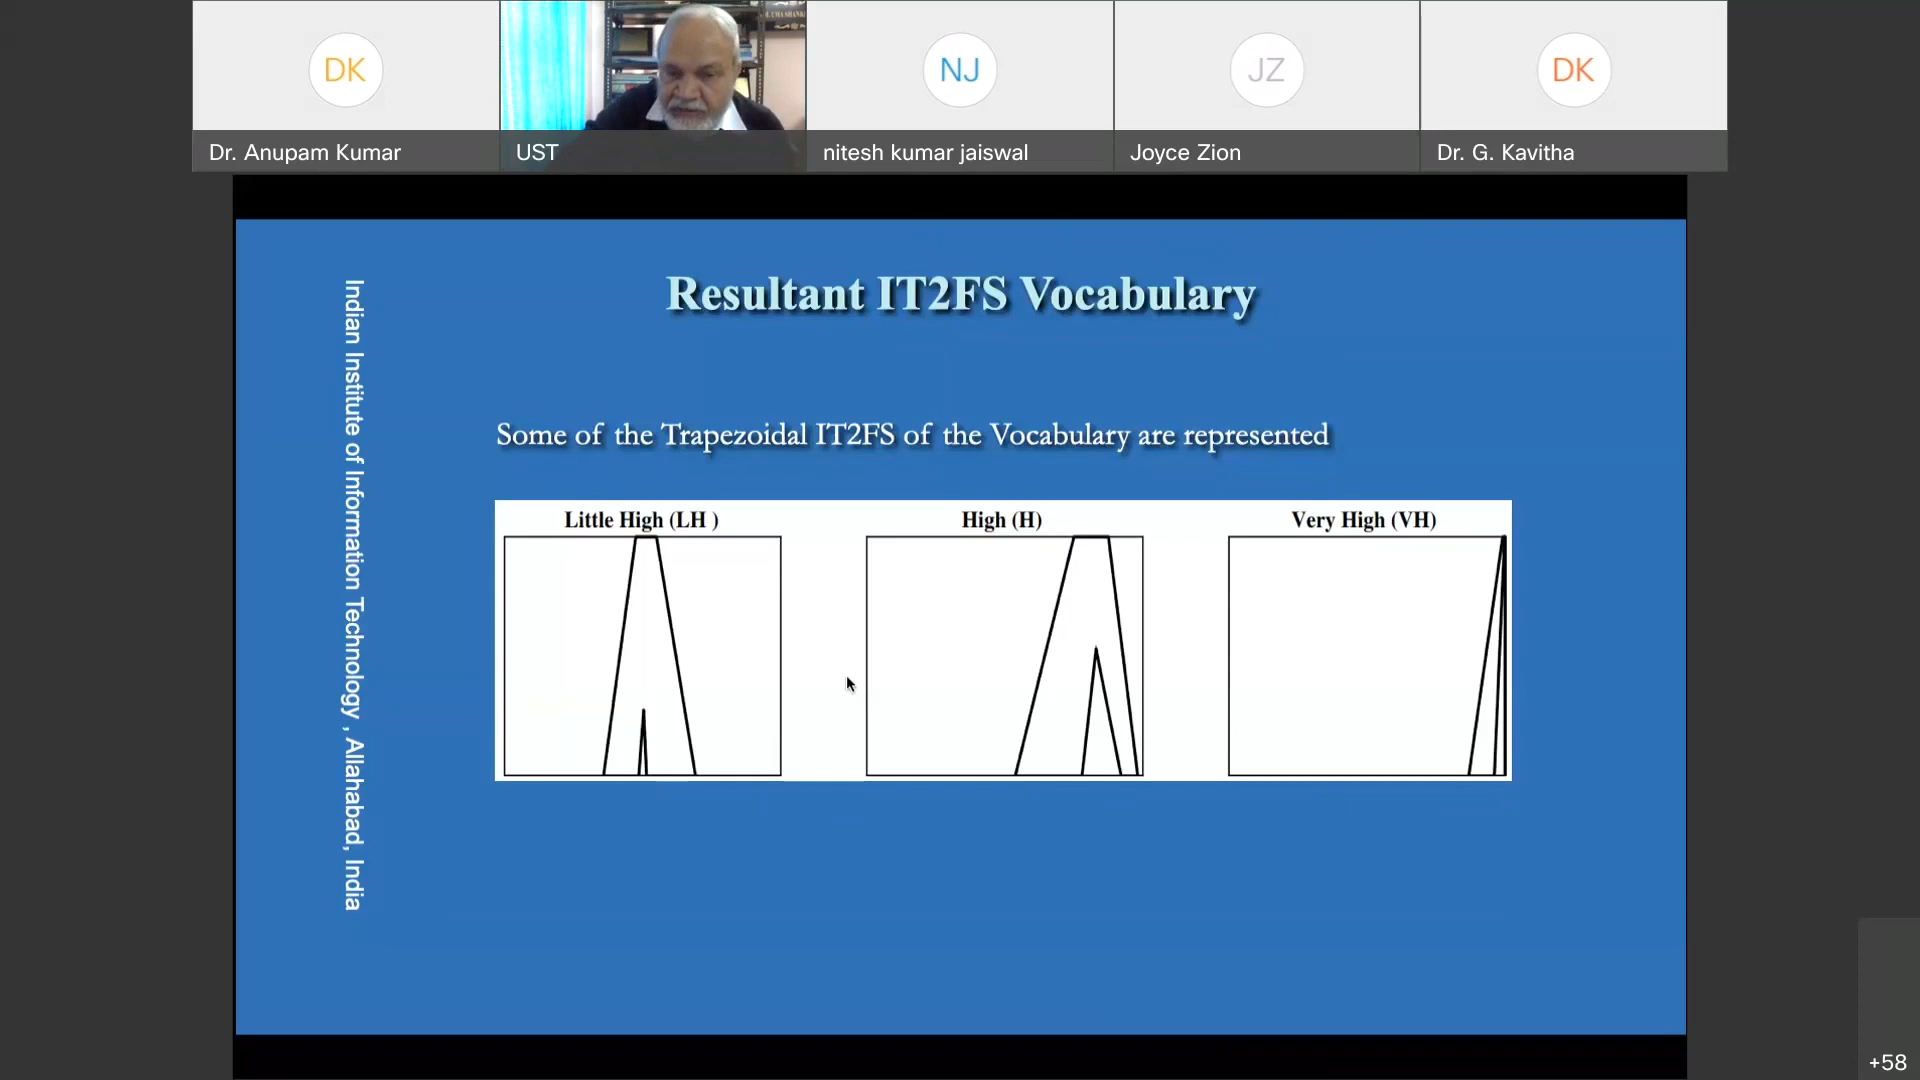 DK
NJ
JZ
DK
Dr. Anupam Kumar
UST
nitesh kumar jaiswal
Joyce Zion
Dr. G. Kavitha
Resultant IT2FS Vocabulary
Indian Institute of Information Technology , Allahabad, India
Some of the Trapezoidal IT2FS of the Vocabulary are represented
Little High (LH )
High (H)
Very High (VH)
+58